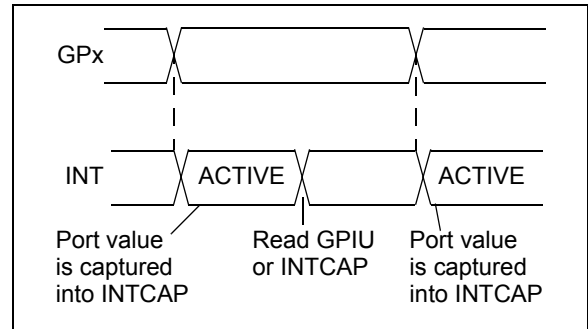 GPx
INT
ACTIVE
ACTIVE
Port value
is captured
into INTCAP
Read GPIU
or INTCAP
Port value
is captured
into INTCAP